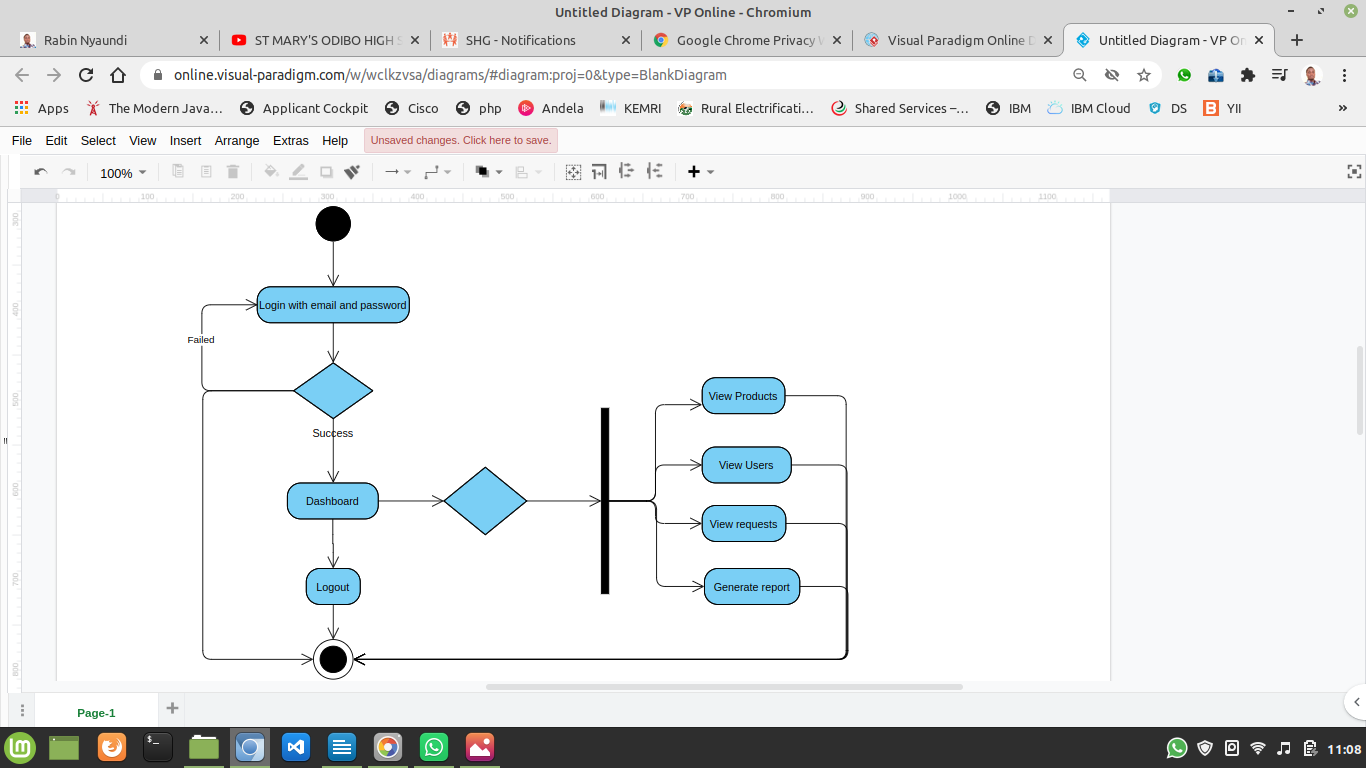 Untitled Diagram - VP Online - Chromium
Rabin Nyaundi
ST MARY'S ODIBO HIGH S
SHG - Notifications
Google Chrome Privacy W
Visual Paradigm Online D
Untitled Diagram - VP On
online.visual-paradigm.com/w/wclkzvsa/diagrams/#diagram:proj=0&type=BlankDiagram
Apps
The Modern Java…
Applicant Cockpit
Cisco
php
Andela
KEMRI
Rural Electrificati…
Shared Services –…
IBM
IBM Cloud
DS
YII
»
File Edit Select View Insert Arrange Extras Help
Unsaved changes. Click here to save.
100%
0 100 200 300 400 500 600 700 800 900 1000 1100
300
400
500
600
700
800
Login with email and password
Failed
View Products
Success
View Users
Dashboard
View requests
Logout
Generate report
Page-1
11:08